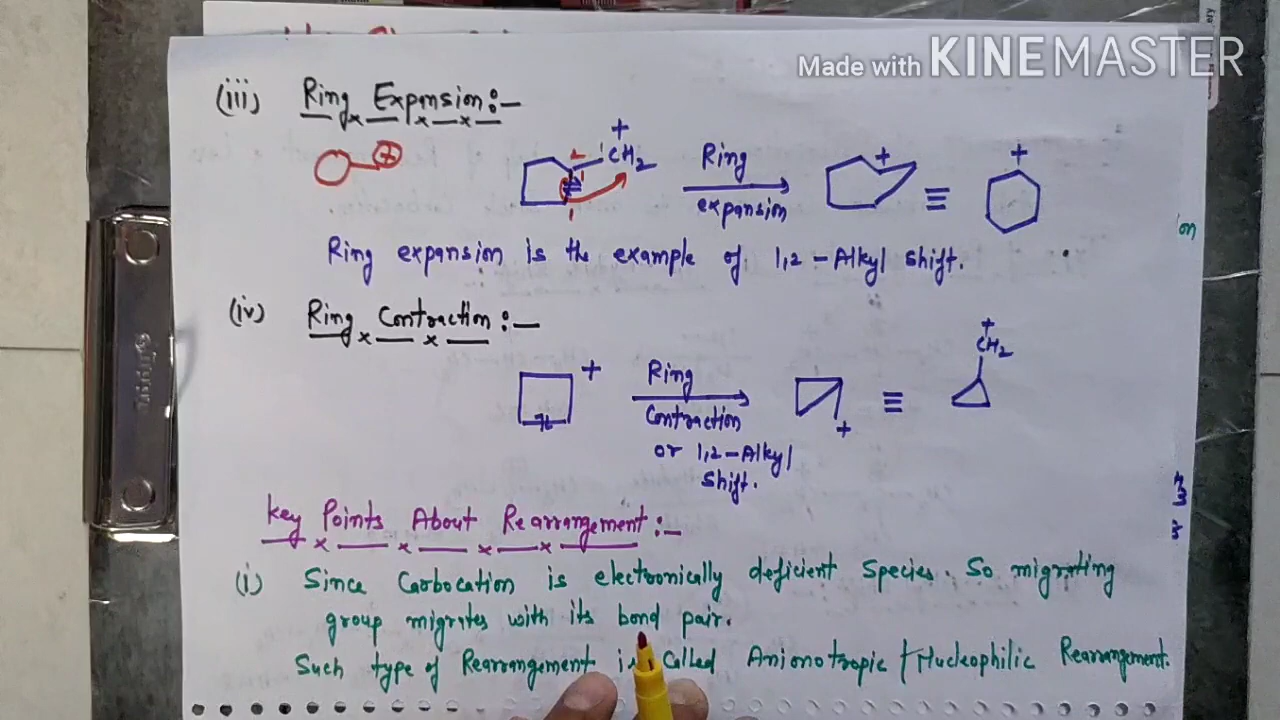 Made with KINEMASTER
(iii) Ring Expansion:-
+
CH2
Ring
expansion
+
≡
+
Ring expansion is the example of 1,2-Alkyl shift.
on
(iv) Ring Contraction:-
+
Ring
Contraction
or 1,2-Alkyl
Shift.
+
≡
+
CH2
Key Points About Rearrangement:-
(i) Since Carbocation is electronically deficient Species. So migrating
group migrates with its bond pair.
Such type of Rearrangement is Called Anionotropic / Nucleophilic Rearrangement.